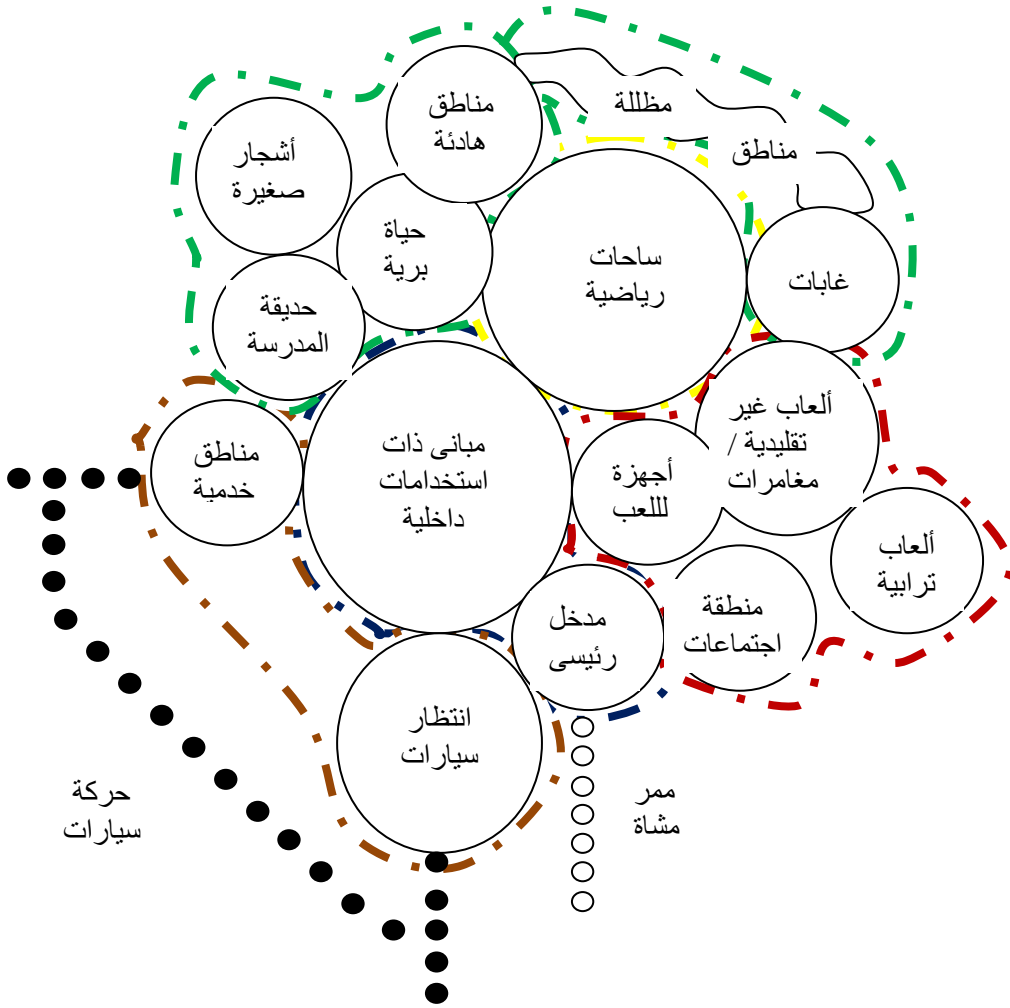 مظللة
مناطق
مناطق
هادئة
أشجار
صغيرة
حياة
برية
ساحات
رياضية
غابات
حديقة
المدرسة
ألعاب غير
تقليدية /
مغامرات
مبانى ذات
استخدامات
داخلية
أجهزة
لللعب
مناطق
خدمية
ألعاب
ترابية
منطقة
اجتماعات
مدخل
رئيسى
انتظار
سيارات
ممر
مشاة
حركة
سيارات